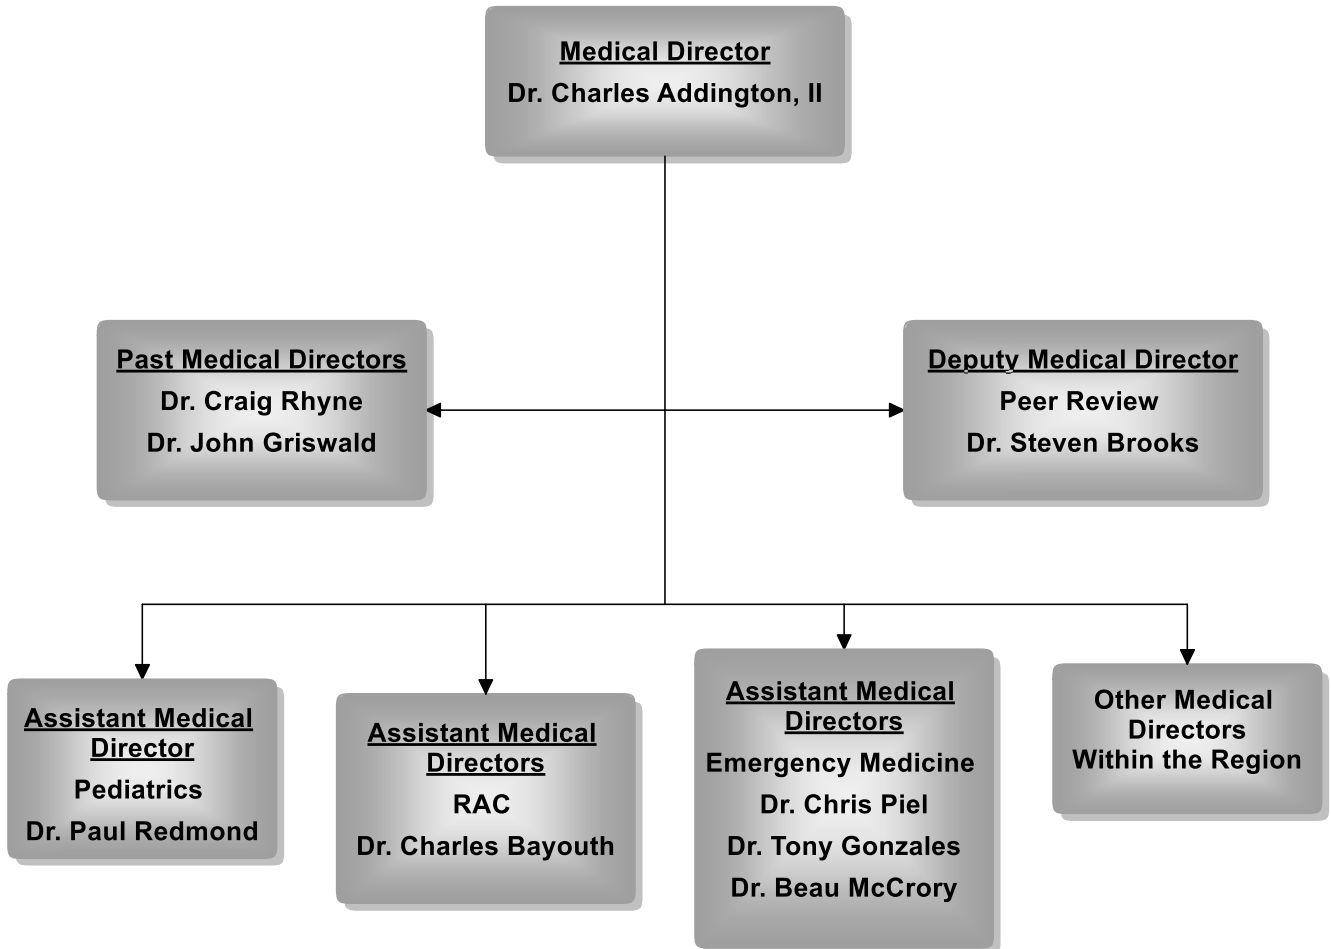 Medical Director
Dr. Charles Addington, II
Past Medical Directors
Dr. Craig Rhyne
Dr. John Griswald
Deputy Medical Director
Peer Review
Dr. Steven Brooks
Assistant Medical
Director
Pediatrics
Dr. Paul Redmond
Assistant Medical
Directors
RAC
Dr. Charles Bayouth
Assistant Medical
Directors
Emergency Medicine
Dr. Chris Piel
Dr. Tony Gonzales
Dr. Beau McCrory
Other Medical
Directors
Within the Region